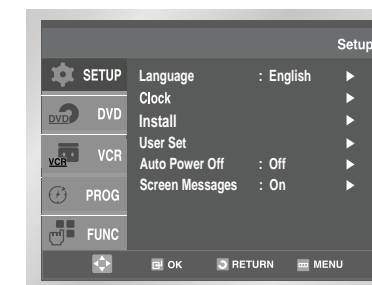 Setup
SETUP
Language : English ►
Clock ►
Install ►
User Set ►
Auto Power Off : Off ►
Screen Messages : On ►
DVD DVD
VCR VCR
PROG
FUNC
OK RETURN MENU